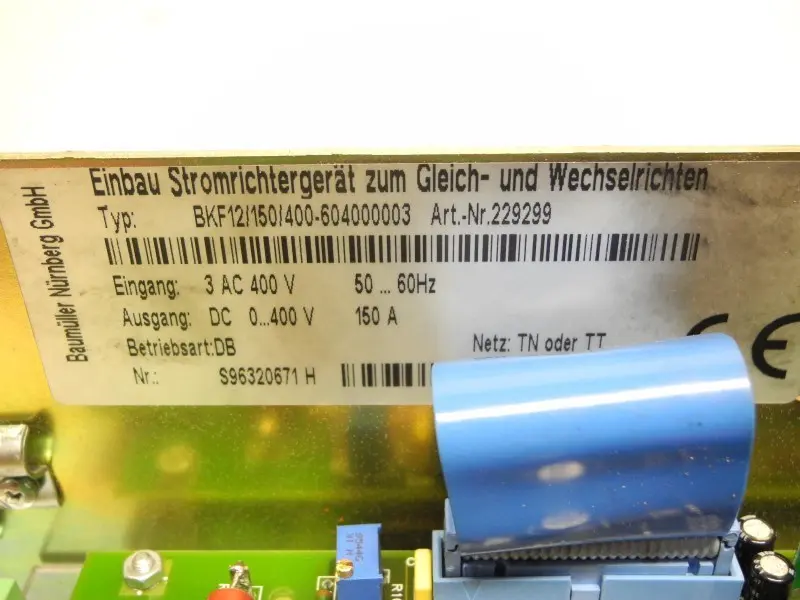 Baumüller Nürnberg GmbH
Einbau Stromrichtergerät zum Gleich- und Wechselrichten
Typ: BKF12/150/400-604000003 Art.-Nr.229299
Eingang: 3 AC 400 V 50 ... 60Hz
Ausgang: DC 0...400 V 150 A
Betriebsart:DB Netz: TN oder TT
Nr.: S96320671 H
CE